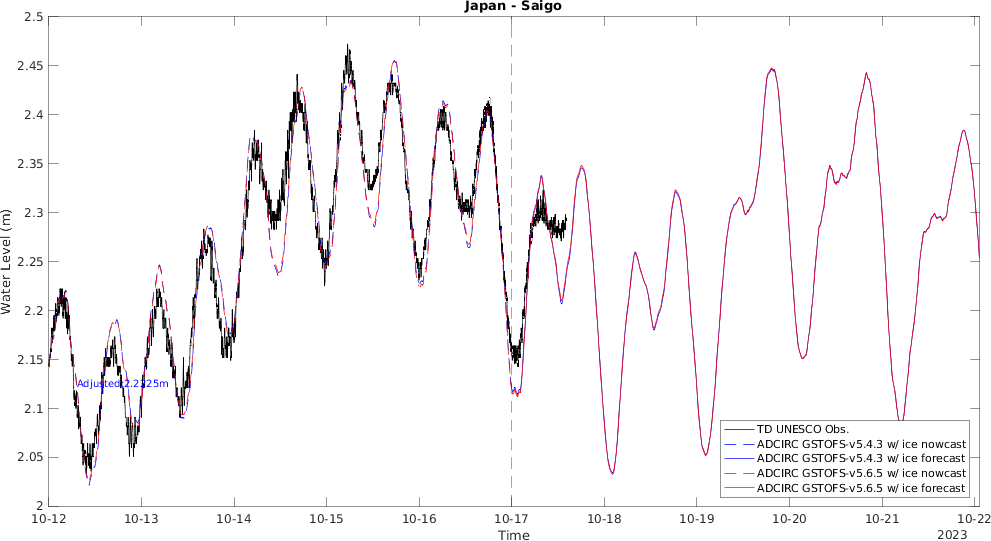 Japan - Saigo
2.5
2.45
2.4
2.35
2.3
2.25
2.2
2.15
2.1
2.05
2
Water Level (m)
Adjusted:2.2225m
TD UNESCO Obs.
ADCIRC GSTOFS-v5.4.3 w/ ice nowcast
ADCIRC GSTOFS-v5.4.3 w/ ice forecast
ADCIRC GSTOFS-v5.6.5 w/ ice nowcast
ADCIRC GSTOFS-v5.6.5 w/ ice forecast
10-12 10-13 10-14 10-15 10-16 10-17 10-18 10-19 10-20 10-21 10-22
Time
2023